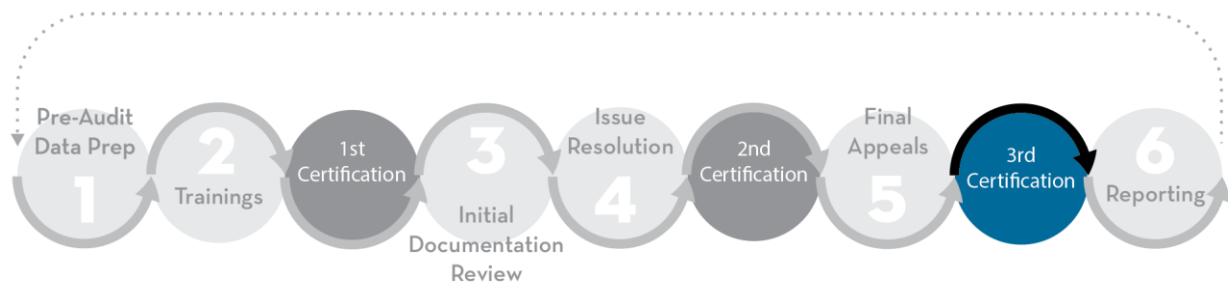 Pre-Audit
Data Prep
1
2
Trainings
1st
Certification
3
Initial
Documentation
Review
Issue
Resolution
4
2nd
Certification
Final
Appeals
5
3rd
Certification
6
Reporting